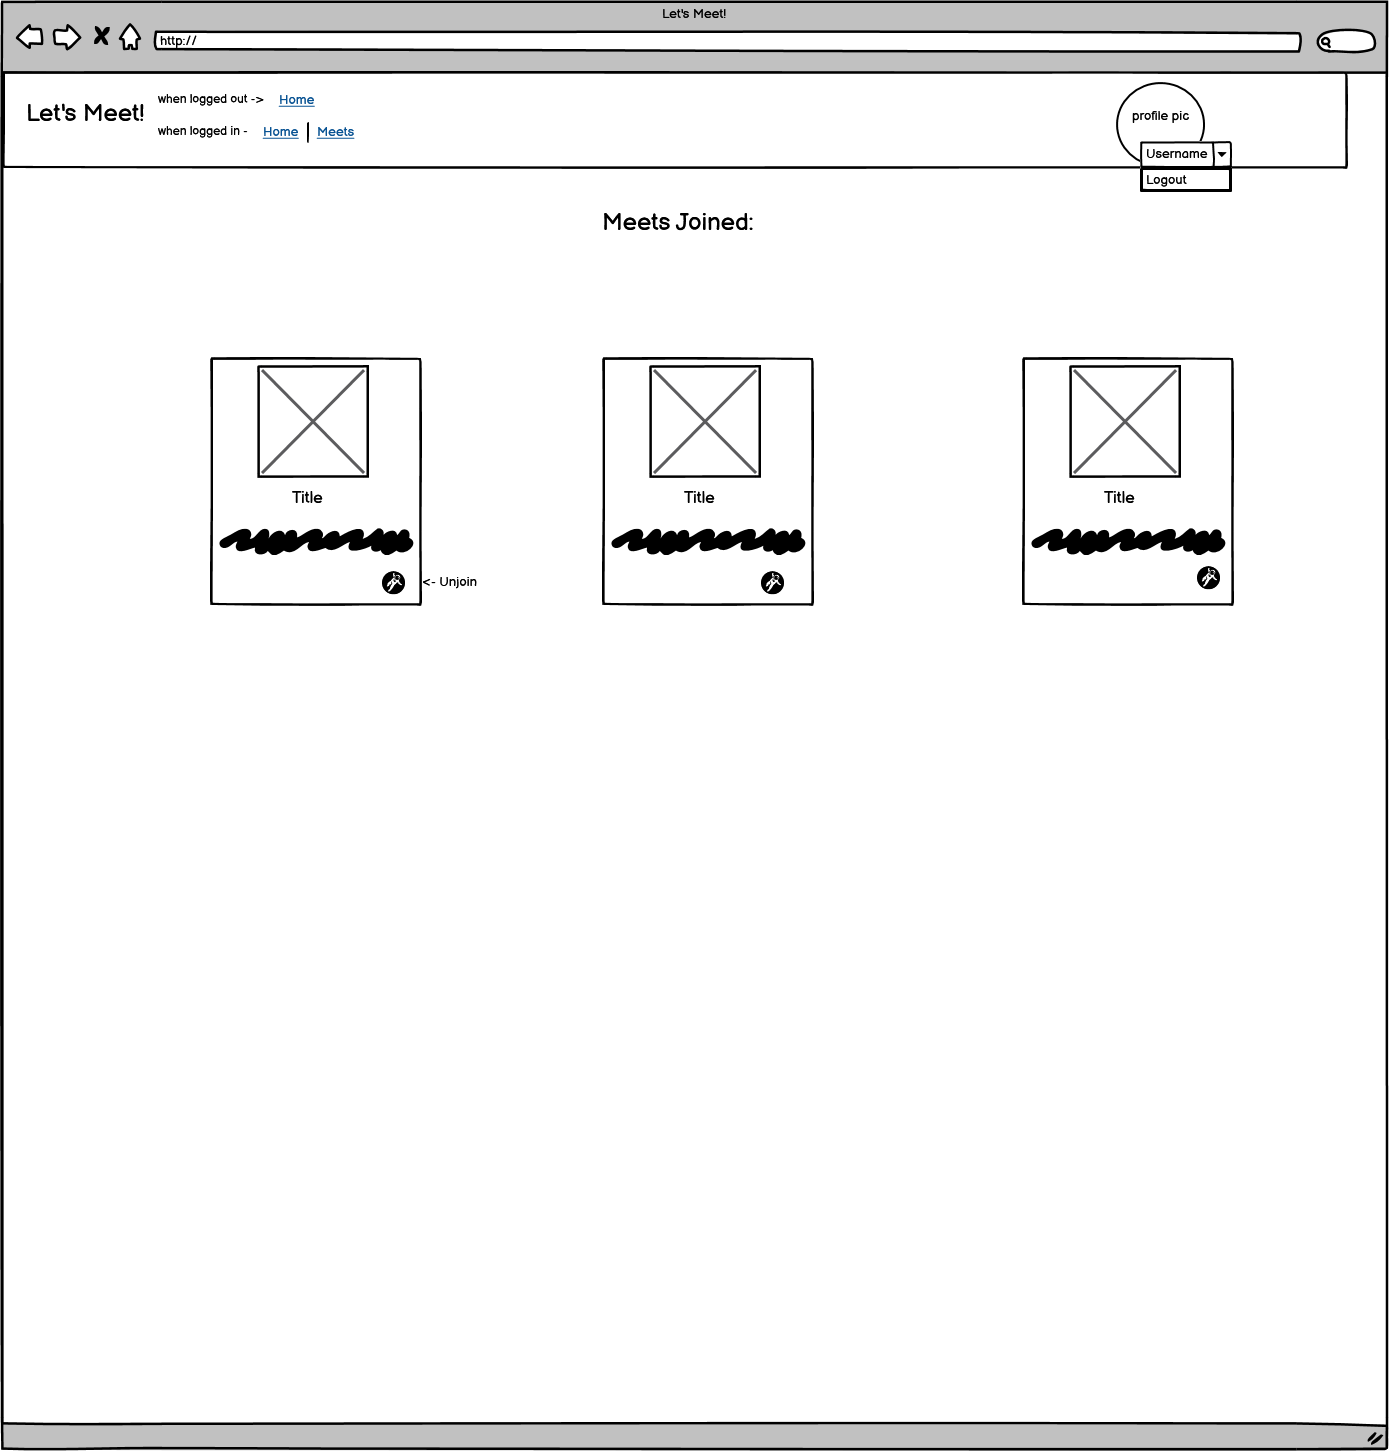 Let's Meet!
http://
Let's Meet!
when logged out -> Home
when logged in - Home | Meets
profile pic
Username
Logout
Meets Joined:
Title
Title
Title
<- Unjoin